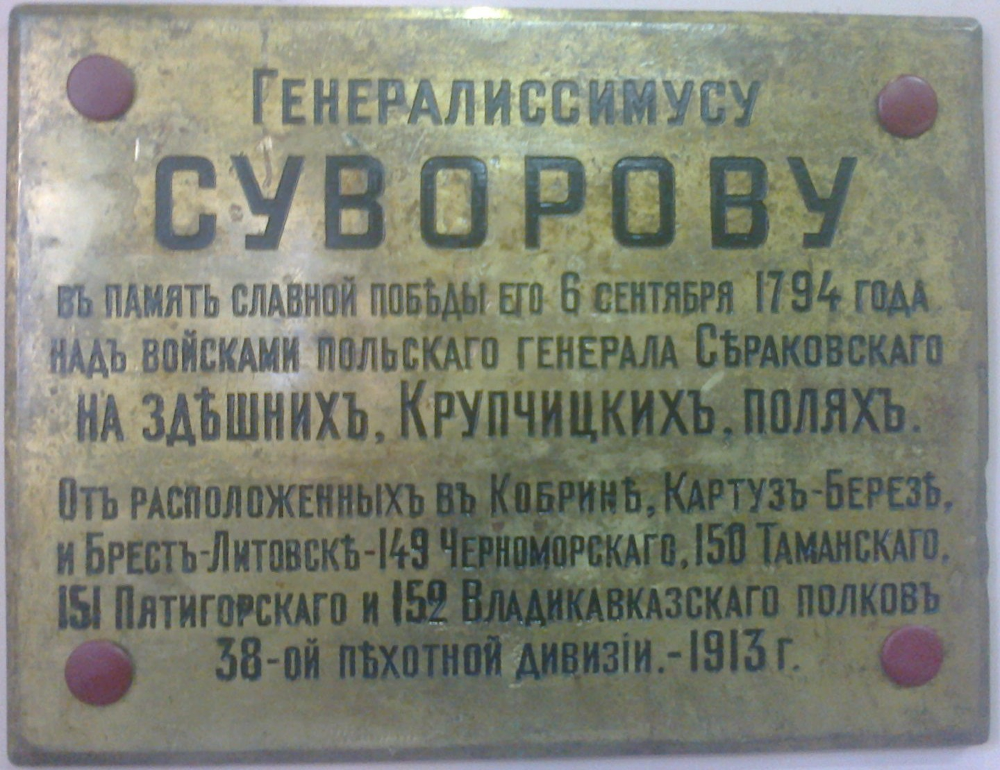 Генералиссимусу
СУВОРОВУ
въ память славной побѣды его 6 сентября 1794 года
надъ войсками польскаго генерала Сѣраковскаго
на здѣшнихъ, Крупчицкихъ, поляхъ.
Отъ расположенныхъ въ Кобринѣ, Картузъ-Березѣ,
и Брестъ-Литовскѣ-149 Черноморскаго, 150 Таманскаго,
151 Пятигорскаго и 152 Владикавказскаго полковъ
38-ой пѣхотной дивизіи.-1913 г.